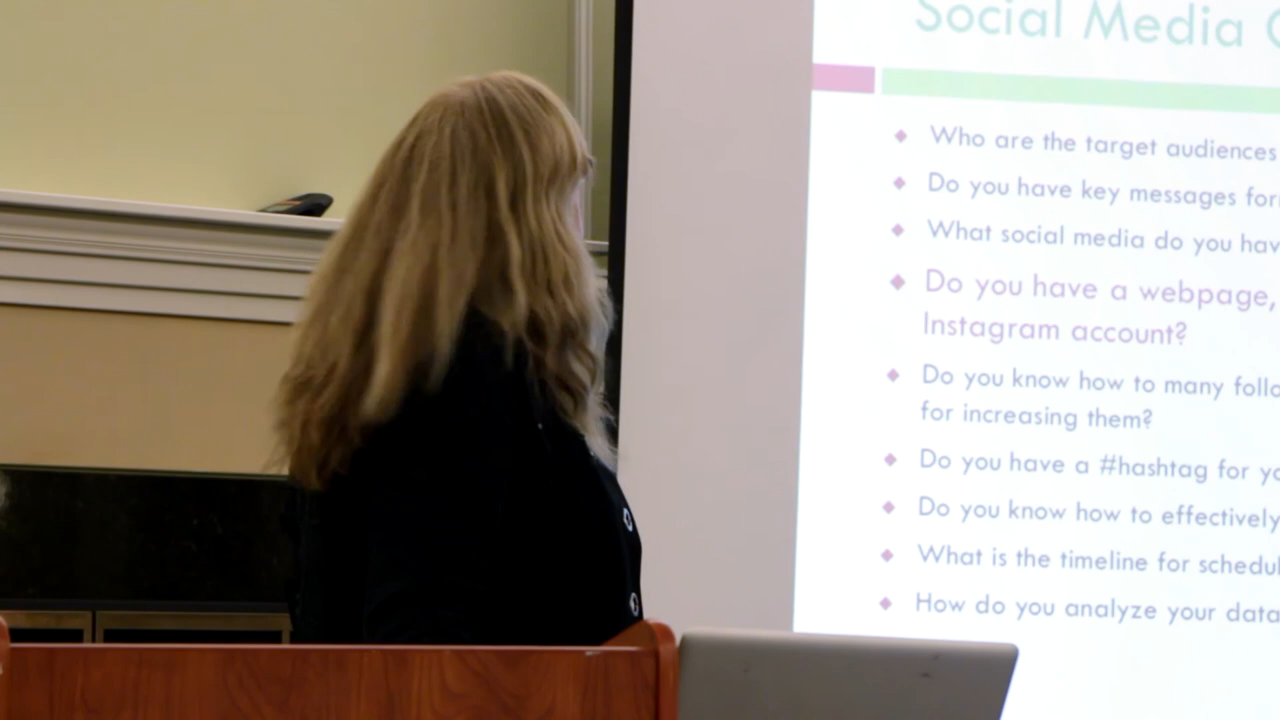 Social Media
Who are the target audiences
Do you have key messages for
What social media do you hav
Do you have a webpage,
Instagram account?
Do you know how to many follo
for increasing them?
Do you have a #hashtag for yo
Do you know how to effectively
What is the timeline for schedul
How do you analyze your data